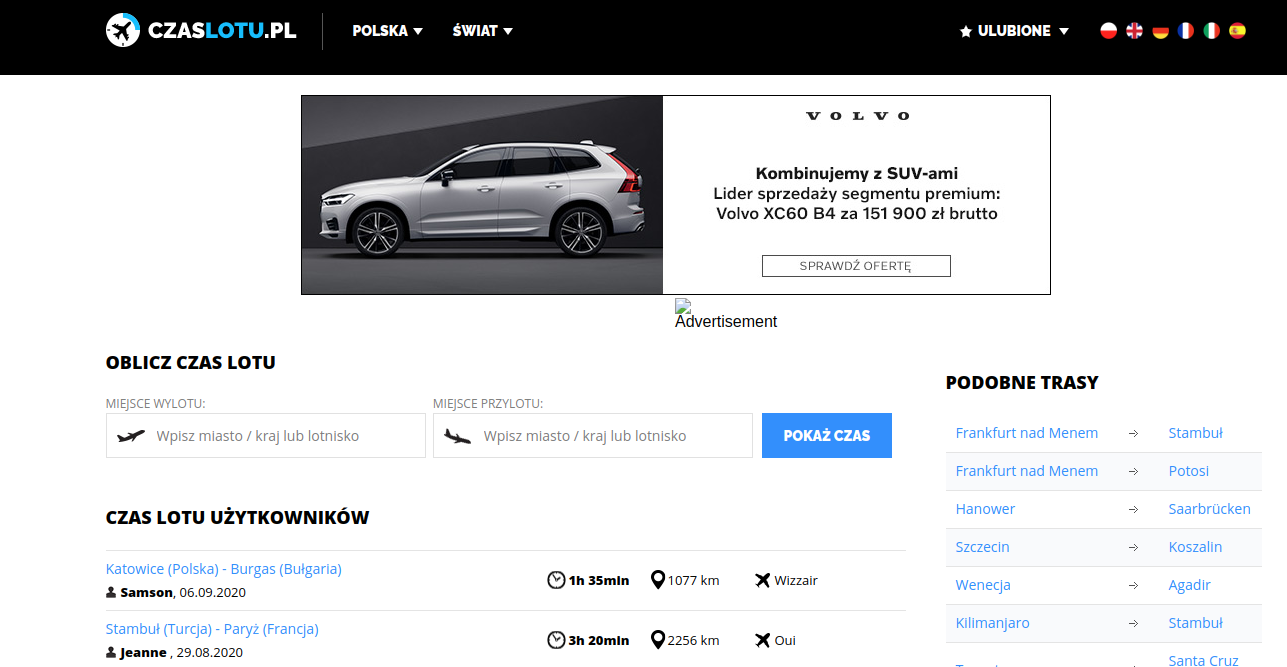 CZASLOTU.PL
POLSKA
ŚWIAT
ULUBIONE
VOLVO
Kombinujemy z SUV-ami
Lider sprzedaży segmentu premium:
Volvo XC60 B4 za 151 900 zł brutto
SPRAWDŹ OFERTĘ
Advertisement
OBLICZ CZAS LOTU
MIEJSCE WYLOTU:
MIEJSCE PRZYLOTU:
Wpisz miasto / kraj lub lotnisko
Wpisz miasto / kraj lub lotnisko
POKAŻ CZAS
CZAS LOTU UŻYTKOWNIKÓW
Katowice (Polska) - Burgas (Bułgaria)
Samson, 06.09.2020
1h 35mIn
1077 km
Wizzair
Stambuł (Turcja) - Paryż (Francja)
Jeanne , 29.08.2020
3h 20mIn
2256 km
Oui
PODOBNE TRASY
Frankfurt nad Menem → Stambuł
Frankfurt nad Menem → Potosi
Hanower → Saarbrücken
Szczecin → Koszalin
Wenecja → Agadir
Kilimanjaro → Stambuł
Santa Cruz